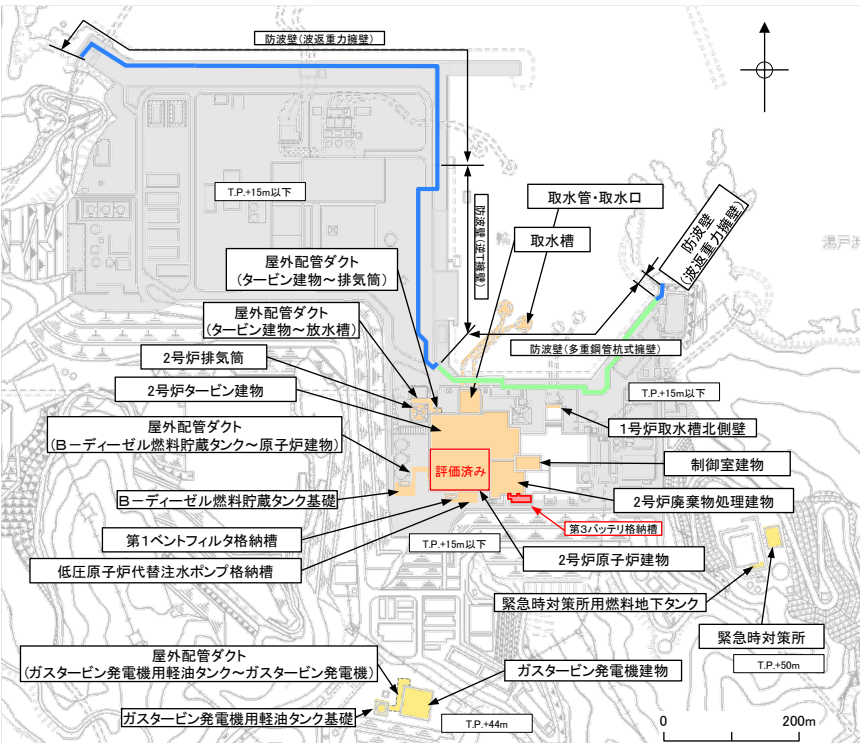 防波壁(波返重力擁壁)
T.P.+15m以下
防波壁(逆T擁壁)
輪
取水管・取水口
取水槽
防波壁
(波返重力擁壁)
湯戸浜
屋外配管ダクト
(タービン建物～排気筒)
屋外配管ダクト
(タービン建物～放水槽)
2号炉排気筒
防波壁(多重鋼管杭式擁壁)
2号炉タービン建物
T.P.+15m以下
屋外配管ダクト
(B－ディーゼル燃料貯蔵タンク～原子炉建物)
1号炉取水槽北側壁
評価済み
制御室建物
B－ディーゼル燃料貯蔵タンク基礎
2号炉廃棄物処理建物
第3バッテリ格納槽
第1ベントフィルタ格納槽
T.P.+15m以下
2号炉原子炉建物
低圧原子炉代替注水ポンプ格納槽
緊急時対策所用燃料地下タンク
緊急時対策所
T.P.+50m
屋外配管ダクト
(ガスタービン発電機用軽油タンク～ガスタービン発電機)
ガスタービン発電機建物
ガスタービン発電機用軽油タンク基礎
T.P.+44m
0 200m